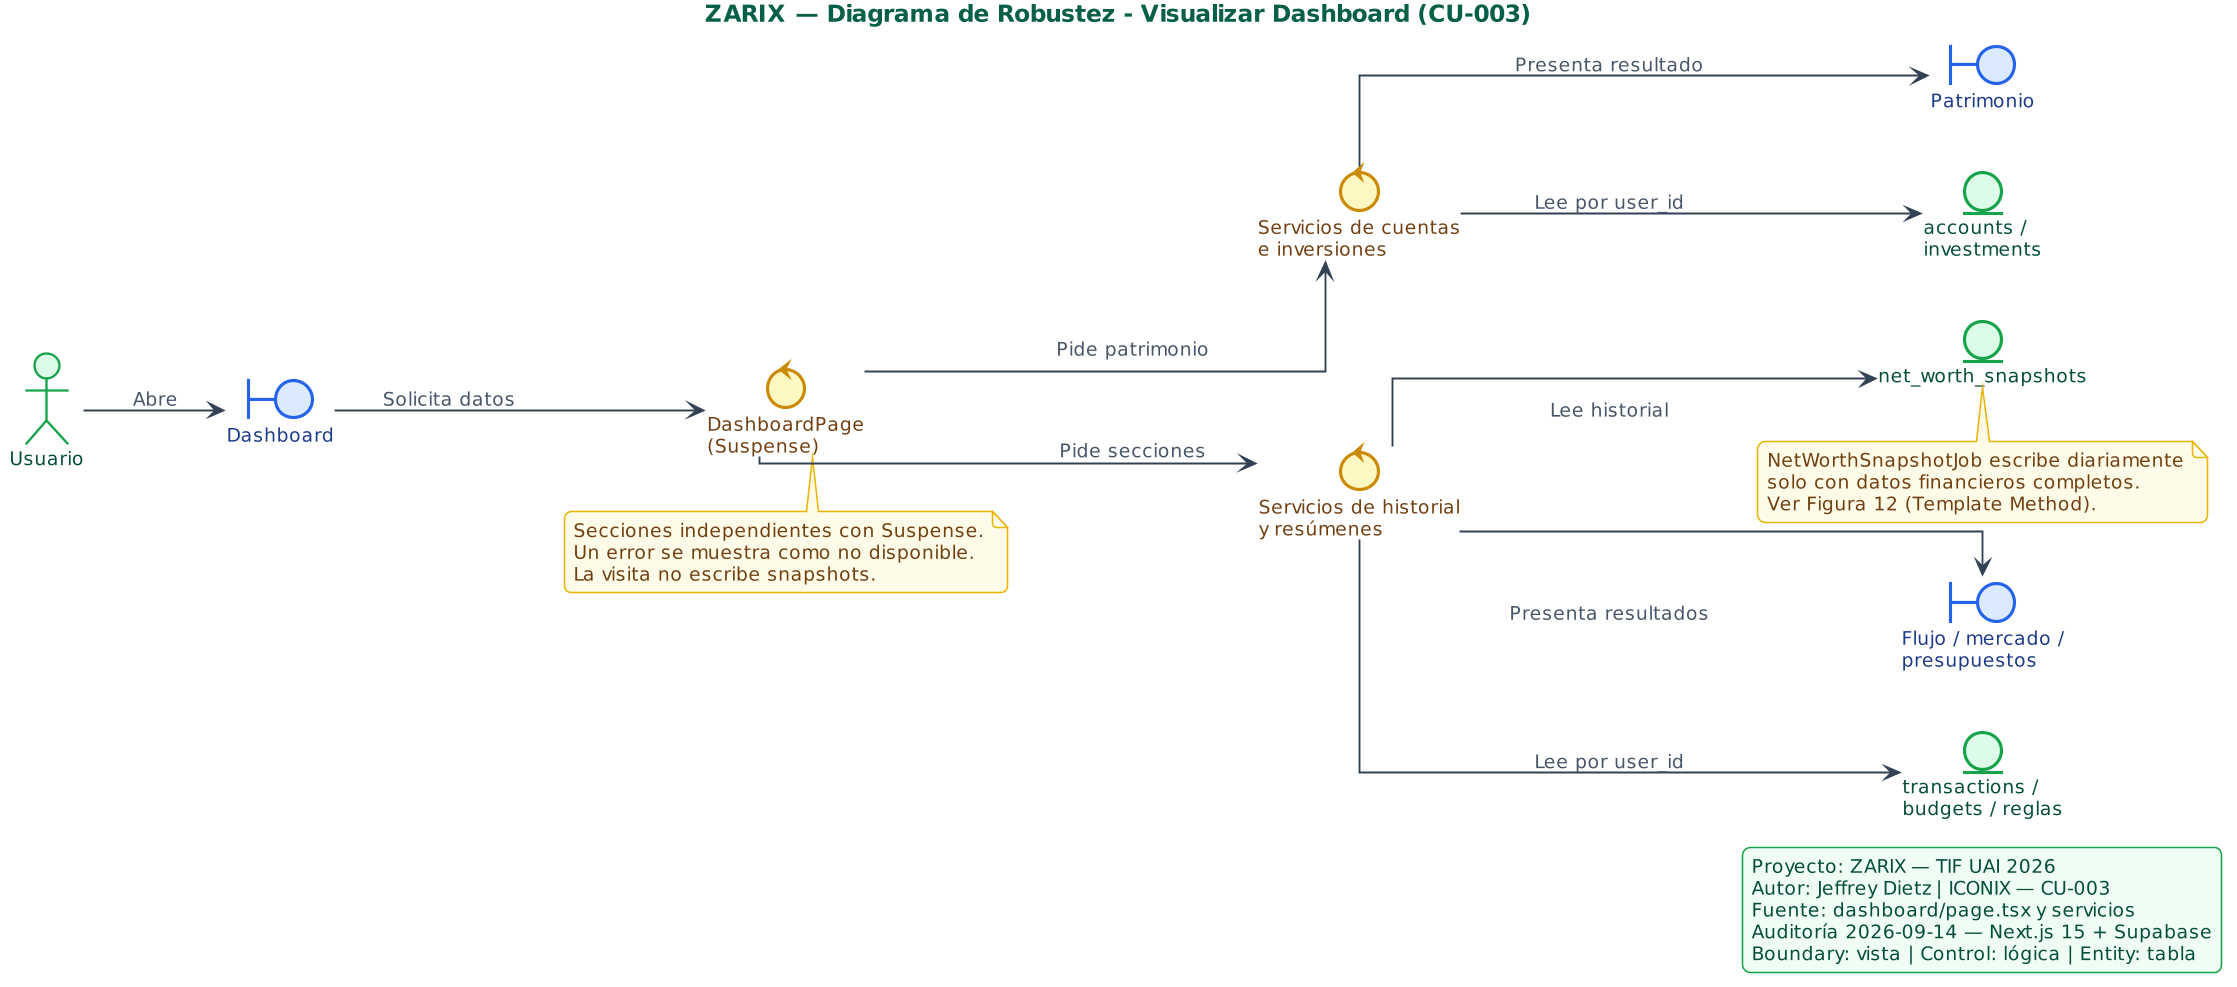 ZARIX — Diagrama de Robustez - Visualizar Dashboard (CU-003)
Presenta resultado
Patrimonio
Lee por user_id
Servicios de cuentas
e inversiones
accounts /
investments
Pide patrimonio
net_worth_snapshots
Abre
Solicita datos
Lee historial
Usuario
Dashboard
DashboardPage
(Suspense)
Pide secciones
NetWorthSnapshotJob escribe diariamente
solo con datos financieros completos.
Ver Figura 12 (Template Method).
Servicios de historial
y resúmenes
Secciones independientes con Suspense.
Un error se muestra como no disponible.
La visita no escribe snapshots.
Presenta resultados
Flujo / mercado /
presupuestos
Lee por user_id
transactions /
budgets / reglas
Proyecto: ZARIX — TIF UAI 2026
Autor: Jeffrey Dietz | ICONIX — CU-003
Fuente: dashboard/page.tsx y servicios
Auditoría 2026-09-14 — Next.js 15 + Supabase
Boundary: vista | Control: lógica | Entity: tabla